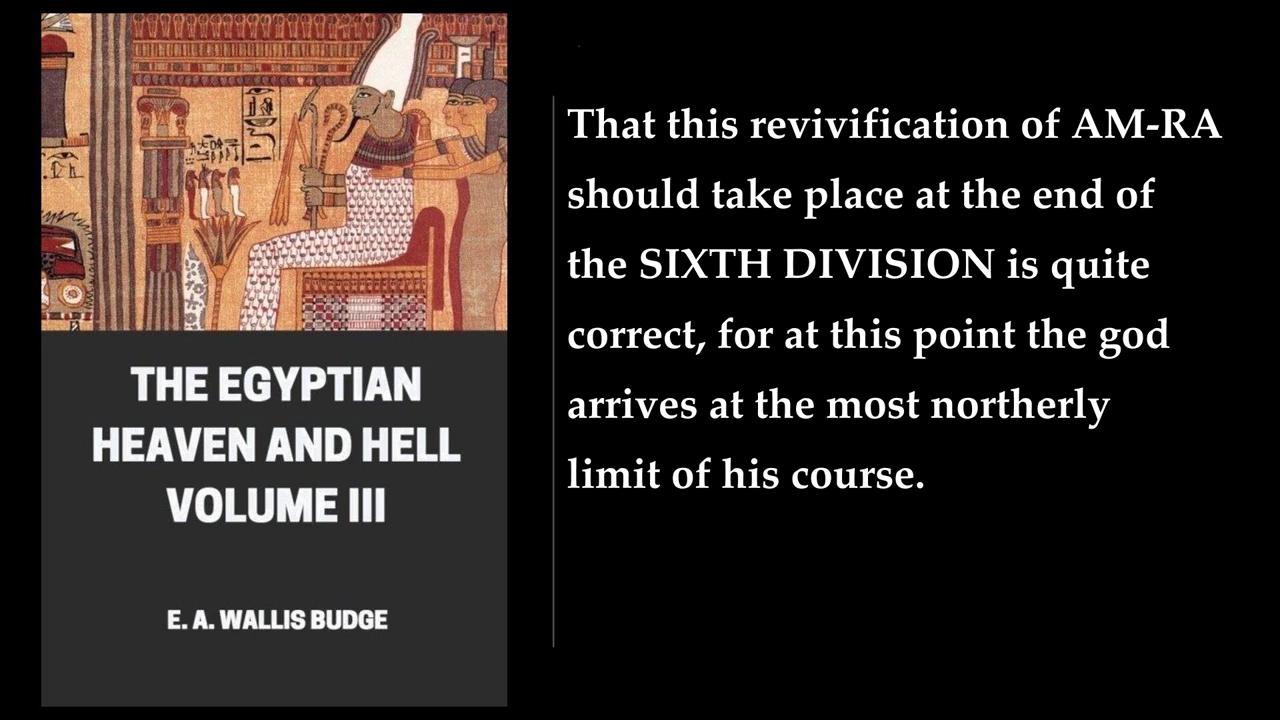 THE EGYPTIAN
HEAVEN AND HELL
VOLUME III
E. A. WALLIS BUDGE
That this revivification of AM-RA
should take place at the end of
the SIXTH DIVISION is quite
correct, for at this point the god
arrives at the most northerly
limit of his course.